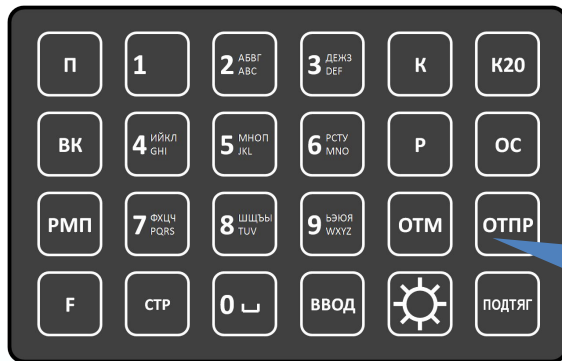 П 1 2 АБВГ ABC 3 ДЕЖЗ DEF К К20
ВК 4 ИЙКЛ GHI 5 МНОП JKL 6 РСТУ MNO Р ОС
РМП 7 ФХЦЧ PQRS 8 ШЩЪЫ TUV 9 ЬЭЮЯ WXYZ ОТМ ОТПР
F СТР 0 ВВОД ПОДТЯГ